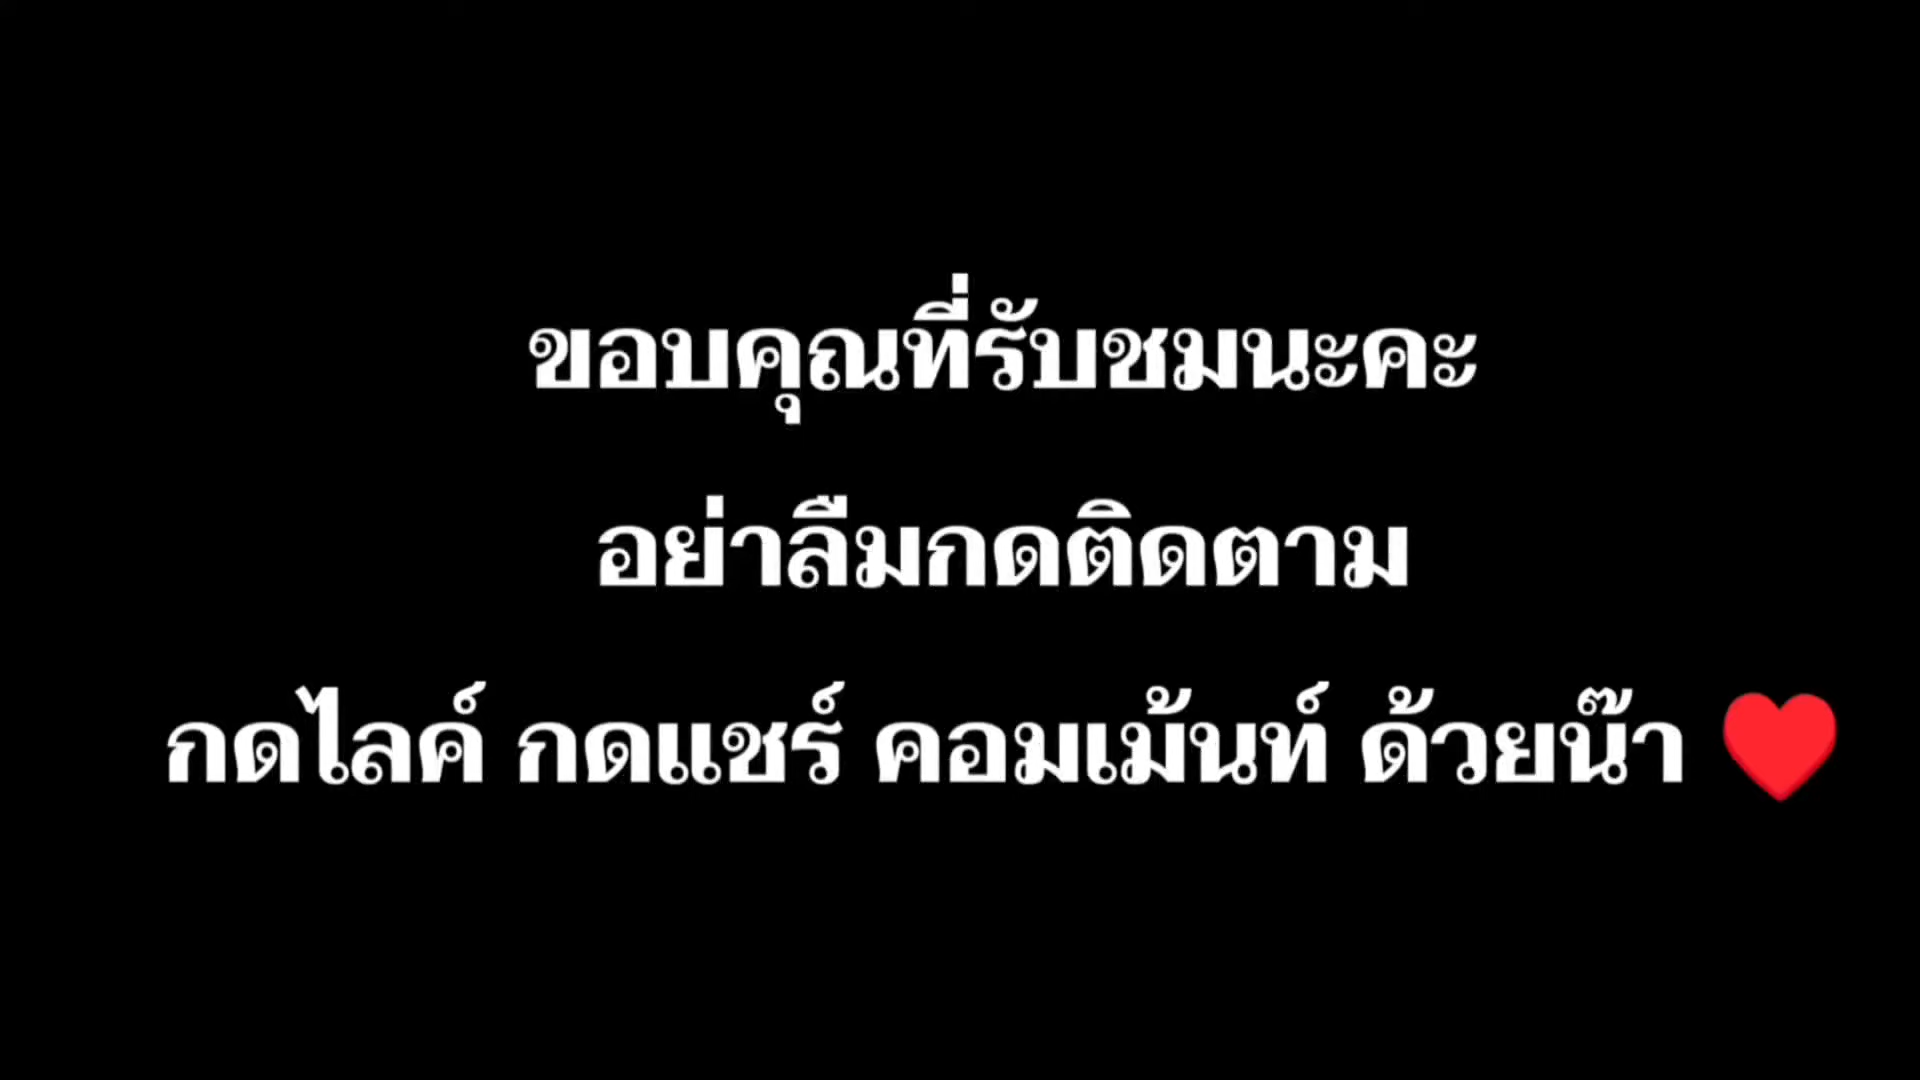 ขอบคุณที่รับชมนะคะ
อย่าลืมกดติดตาม
กดไลค์ กดแชร์ คอมเม้นท์ ด้วยน๊า ♥️